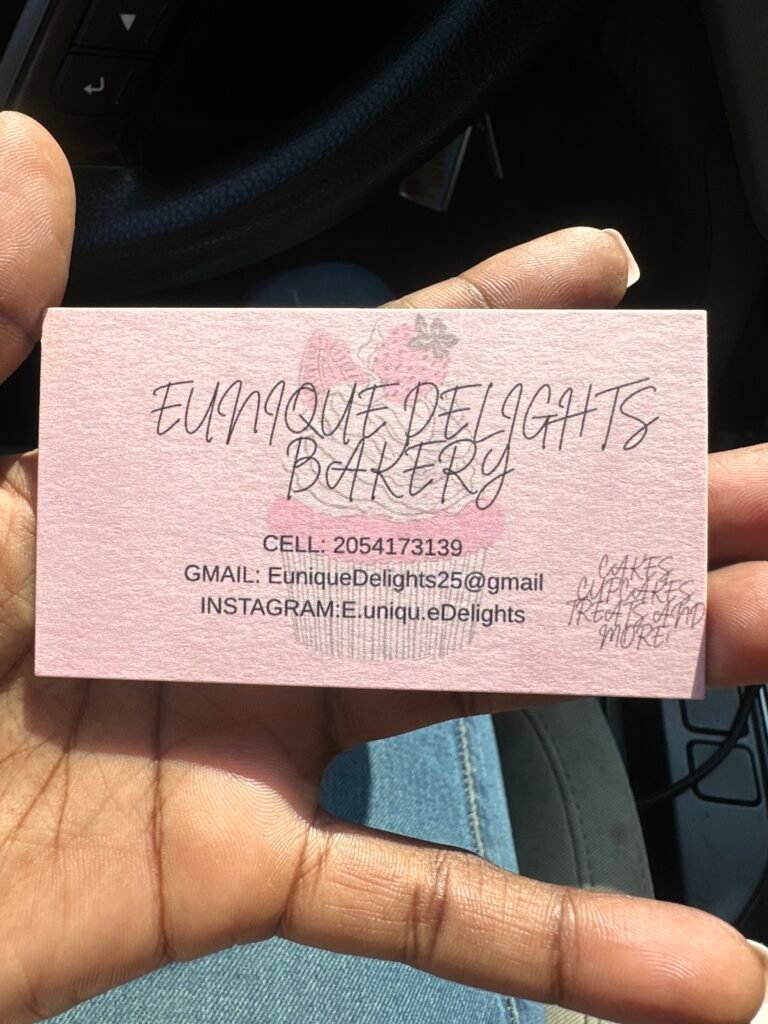 EUNIQUE DELIGHTS
BAKERY
CELL: 2054173139
GMAIL: EuniqueDelights25@gmail
INSTAGRAM:E.uniqu.eDelights
CAKES
CUPCAKES
TREATS AND
MORE!